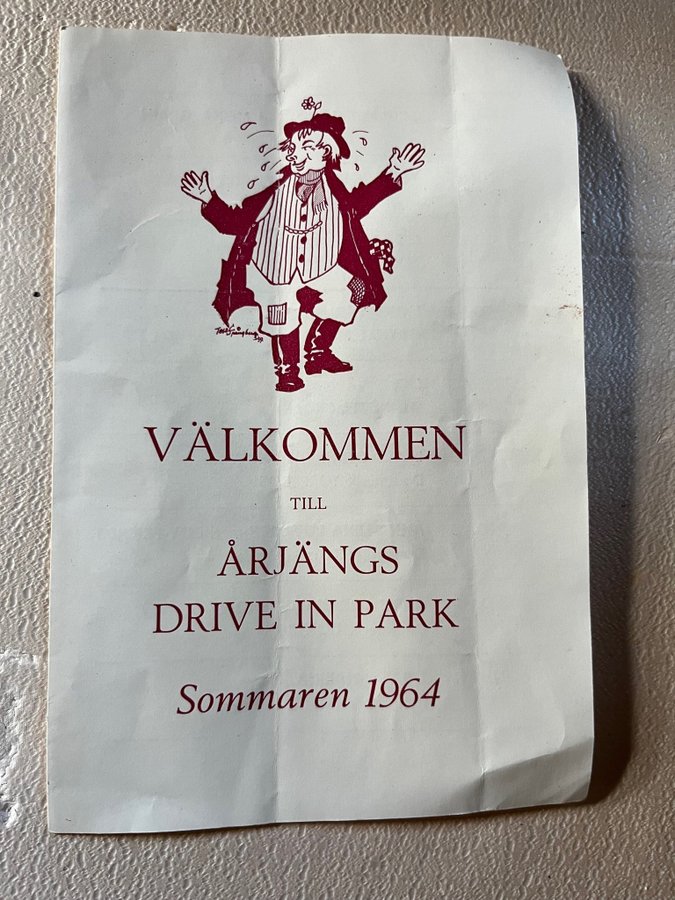 VÄLKOMMEN
TILL
ÅRJÄNGS
DRIVE IN PARK
Sommaren 1964